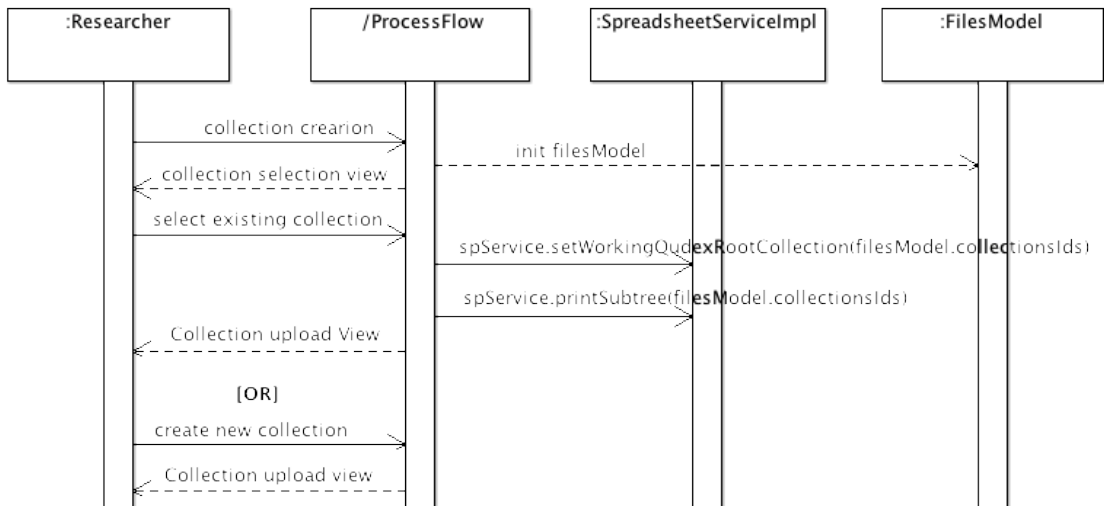 :Researcher
/ProcessFlow
:SpreadsheetServiceImpl
:FilesModel
collection crearion
init filesModel
collection selection view
select existing collection
spService.setWorkingQudexRootCollection(filesModel.collectionsIds)
spService.printSubtree(filesModel.collectionsIds)
Collection upload View
[OR]
create new collection
Collection upload view